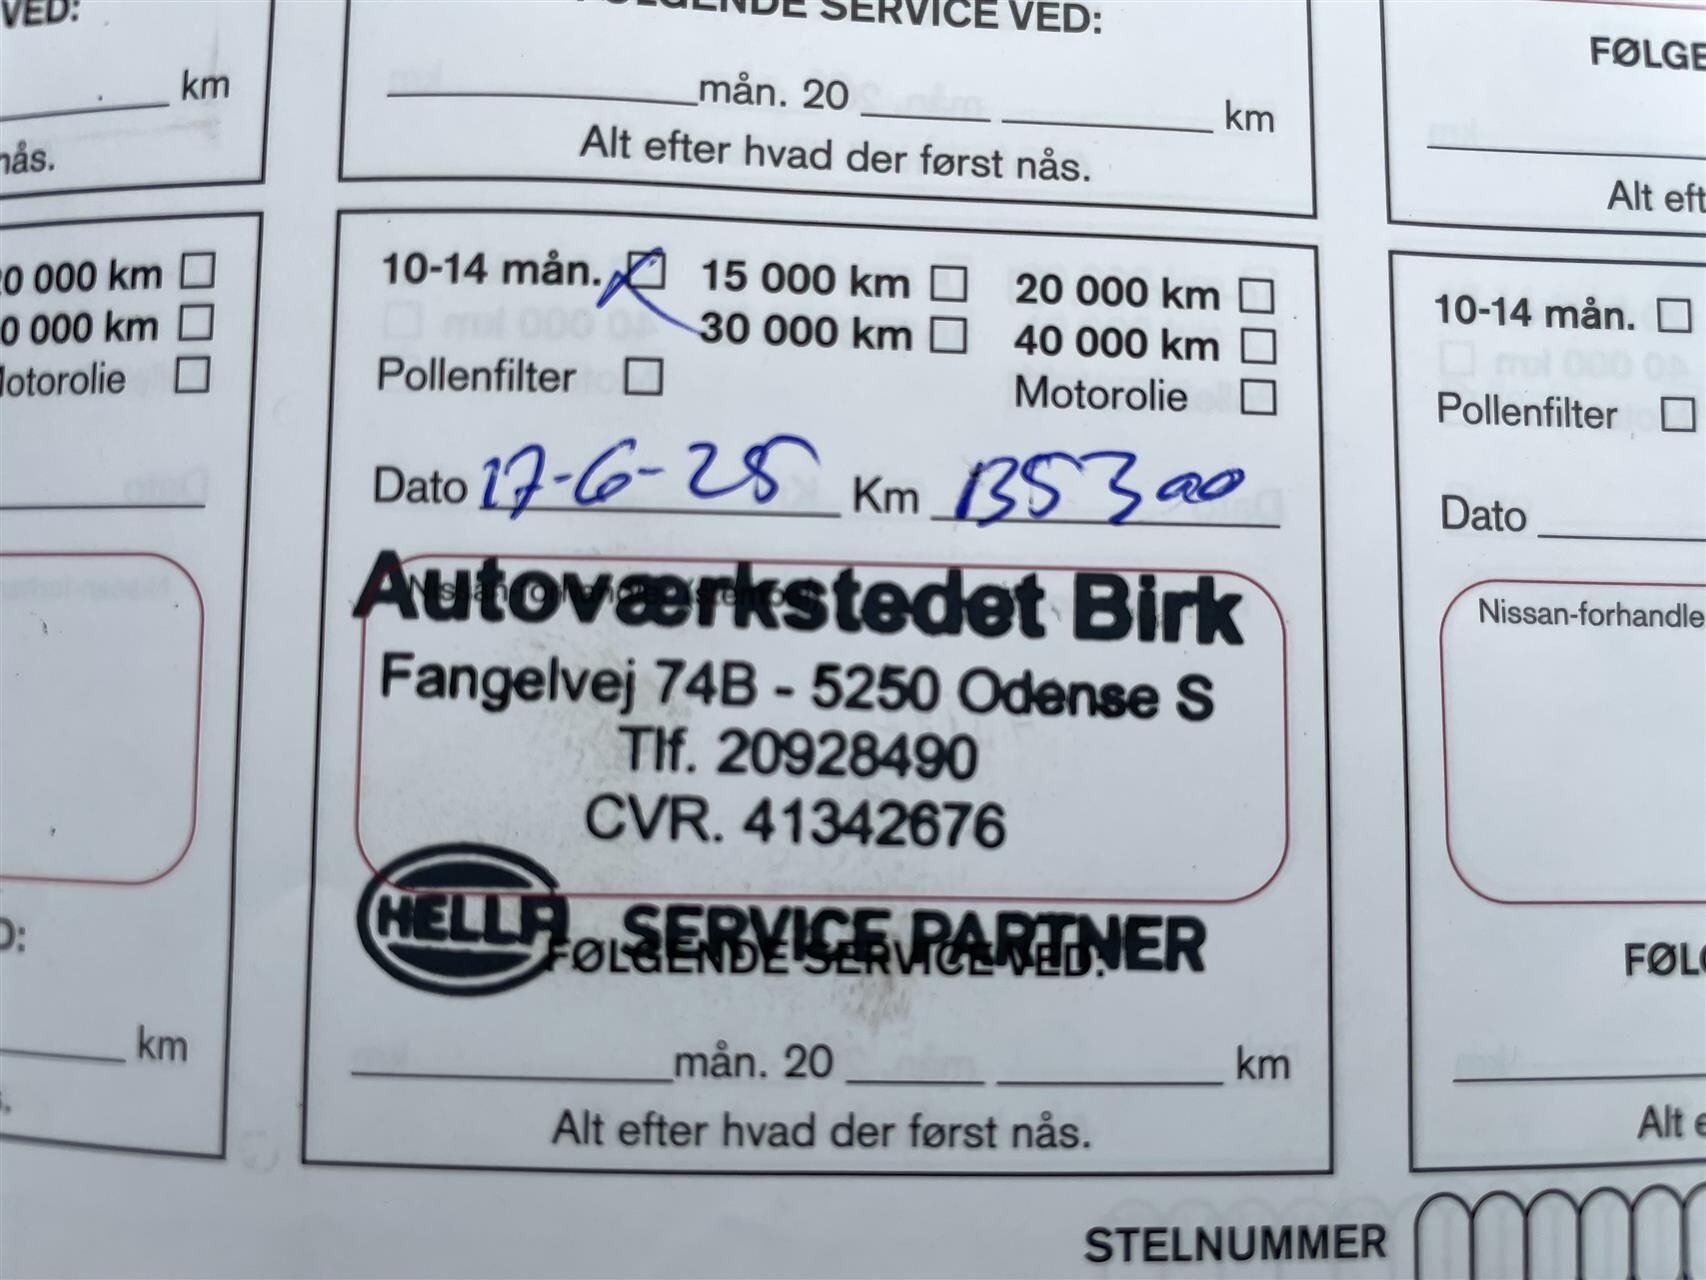 VED:
km
nås.
FØLGENDE SERVICE VED:
mån. 20 km
Alt efter hvad der først nås.
FØLGE
Alt eft
0 000 km
0 000 km
Motorolie
10-14 mån. 15 000 km 20 000 km
30 000 km 40 000 km
Pollenfilter Motorolie
Dato 17-6-25 Km 135300
Nissan-forhandler
Autoværkstedet Birk
Fangelvej 74B - 5250 Odense S
Tlf. 20928490
CVR. 41342676
HELLA SERVICE PARTNER
FØLGENDE SERVICE VED:
mån. 20 km
Alt efter hvad der først nås.
D:
km
10-14 mån.
Pollenfilter
Dato
Nissan-forhandle
FØLG
Alt e
STELNUMMER